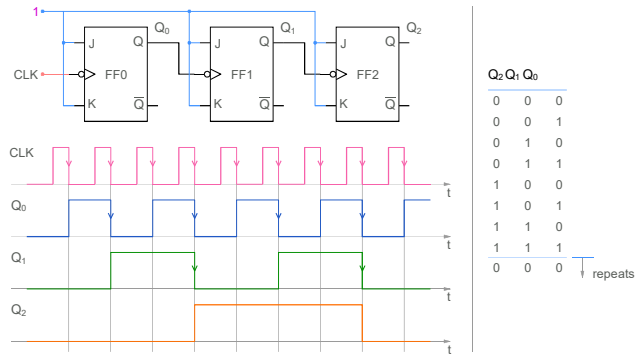 1
Q₀ Q₁ Q₂
J Q J Q J Q
CLK FF0 FF1 FF2
K Q̅ K Q̅ K Q̅
CLK
t
Q₀
t
Q₁
t
Q₂
t
Q₂ Q₁ Q₀
0 0 0
0 0 1
0 1 0
0 1 1
1 0 0
1 0 1
1 1 0
1 1 1
0 0 0
repeats